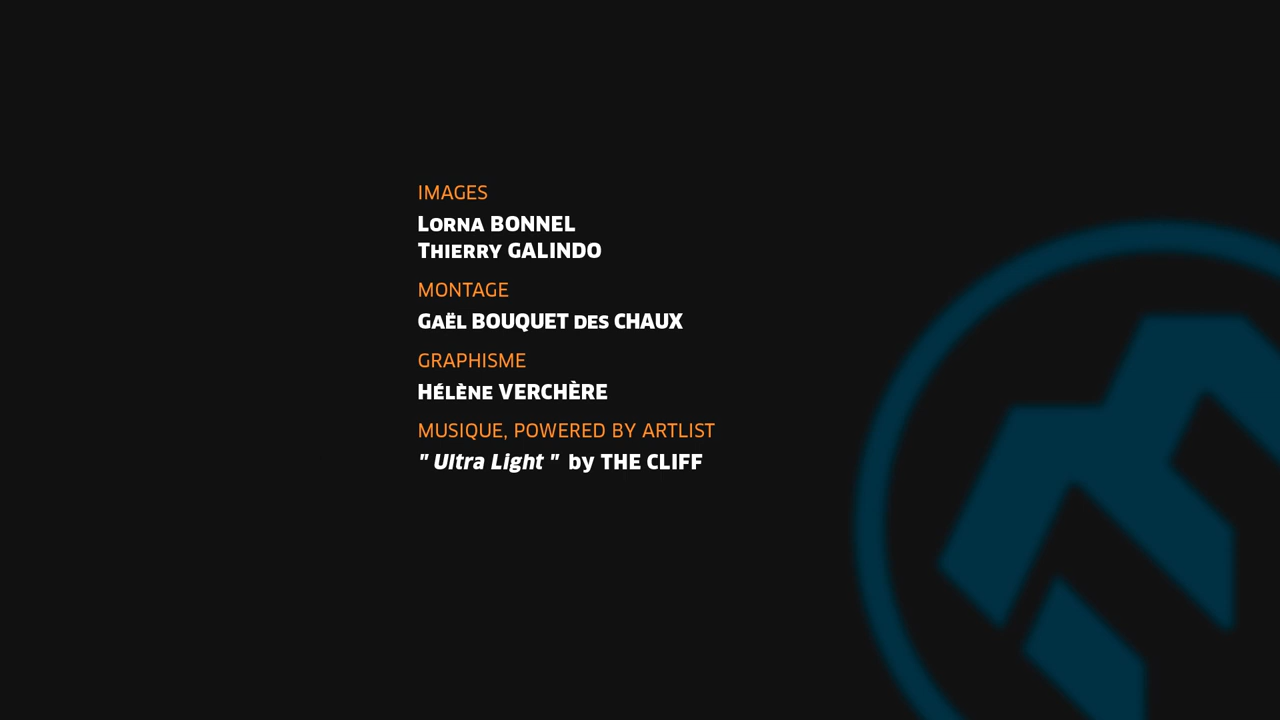 IMAGES
Lorna BONNEL
Thierry GALINDO
MONTAGE
Gaël BOUQUET des CHAUX
GRAPHISME
Hélène VERCHÈRE
MUSIQUE, POWERED BY ARTLIST
" Ultra Light " by THE CLIFF